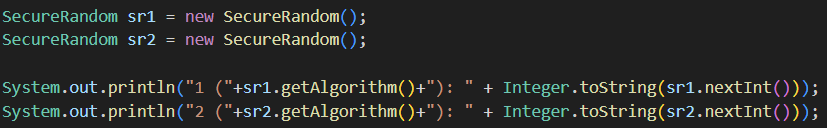 SecureRandom sr1 = new SecureRandom();
SecureRandom sr2 = new SecureRandom();
System.out.println("1 ("+sr1.getAlgorithm()+"): " + Integer.toString(sr1.nextInt()));
System.out.println("2 ("+sr2.getAlgorithm()+"): " + Integer.toString(sr2.nextInt()));